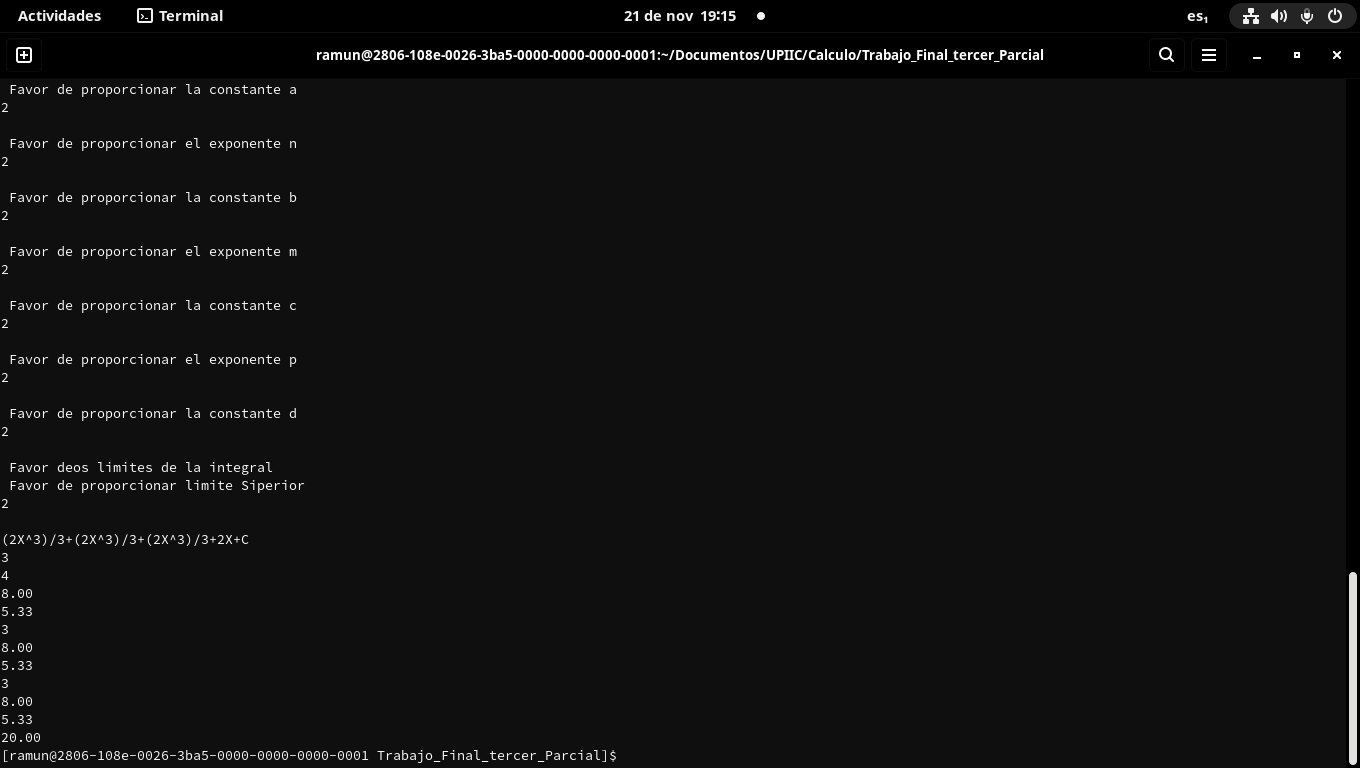 Actividades Terminal 21 de nov 19:15 es₁
ramun@2806-108e-0026-3ba5-0000-0000-0000-0001:~/Documentos/UPIIC/Calculo/Trabajo_Final_tercer_Parcial
Favor de proporcionar la constante a
2
Favor de proporcionar el exponente n
2
Favor de proporcionar la constante b
2
Favor de proporcionar el exponente m
2
Favor de proporcionar la constante c
2
Favor de proporcionar el exponente p
2
Favor de proporcionar la constante d
2
Favor deos limites de la integral
Favor de proporcionar limite Siperior
2
(2X^3)/3+(2X^3)/3+(2X^3)/3+2X+C
3
4
8.00
5.33
3
8.00
5.33
3
8.00
5.33
20.00
[ramun@2806-108e-0026-3ba5-0000-0000-0000-0001 Trabajo_Final_tercer_Parcial]$